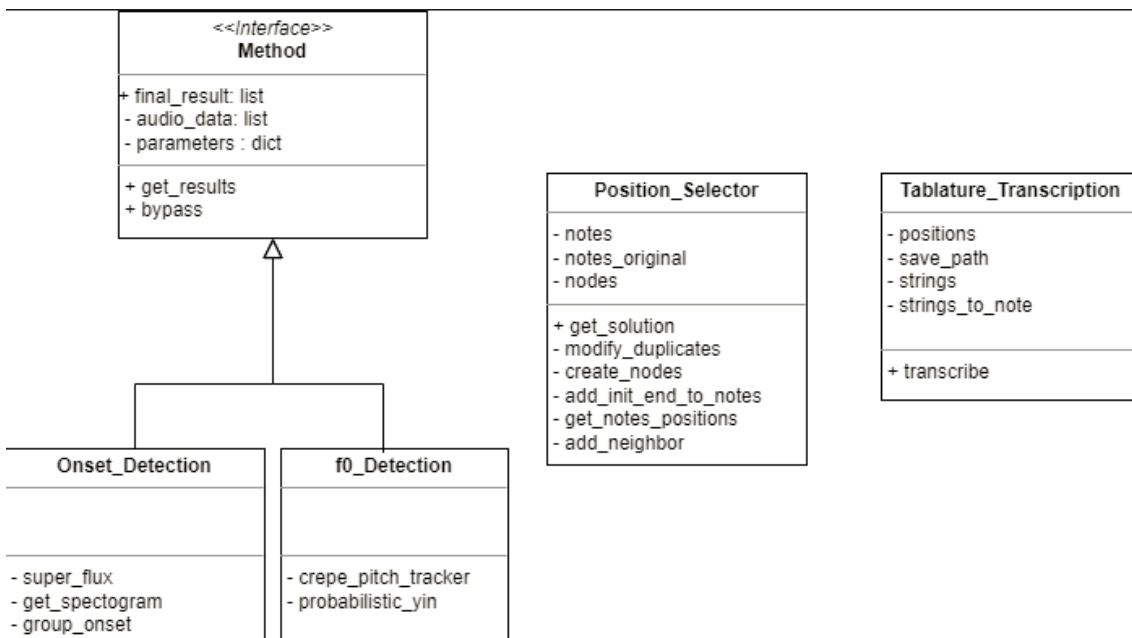 <<Interface>>
Method
+ final_result: list
- audio_data: list
- parameters : dict
+ get_results
+ bypass
Position_Selector
- notes
- notes_original
- nodes
+ get_solution
- modify_duplicates
- create_nodes
- add_init_end_to_notes
- get_notes_positions
- add_neighbor
Tablature_Transcription
- positions
- save_path
- strings
- strings_to_note
+ transcribe
Onset_Detection
- super_flux
- get_spectogram
- group_onset
f0_Detection
- crepe_pitch_tracker
- probabilistic_yin